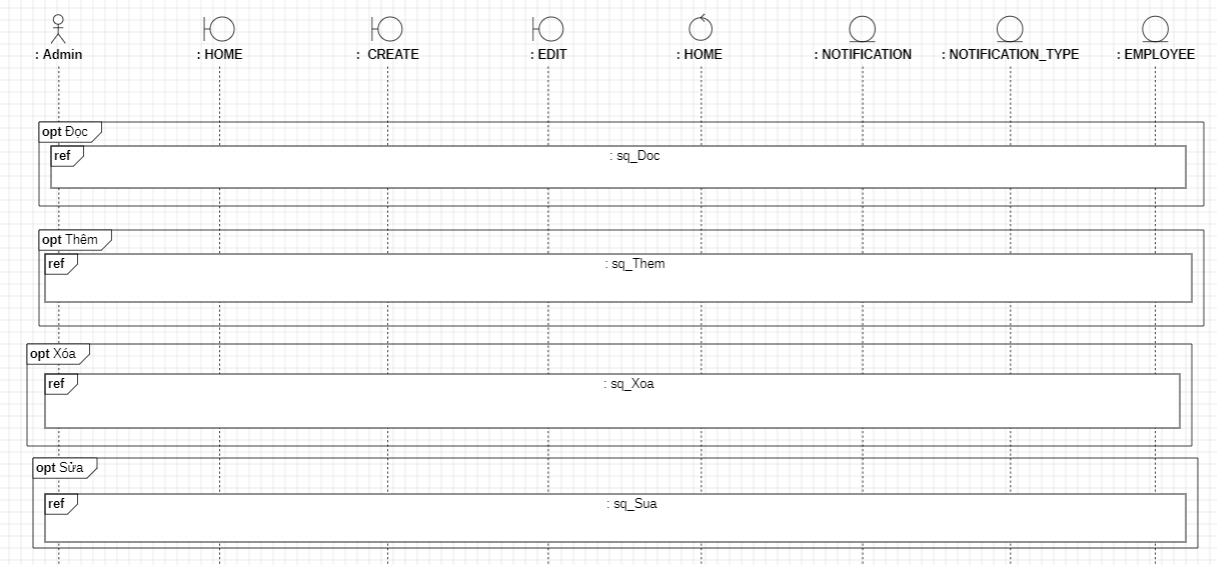 : Admin
: HOME
: CREATE
: EDIT
: HOME
: NOTIFICATION
: NOTIFICATION_TYPE
: EMPLOYEE
opt Đọc
ref
: sq_Doc
opt Thêm
ref
: sq_Them
opt Xóa
ref
: sq_Xoa
opt Sửa
ref
: sq_Sua